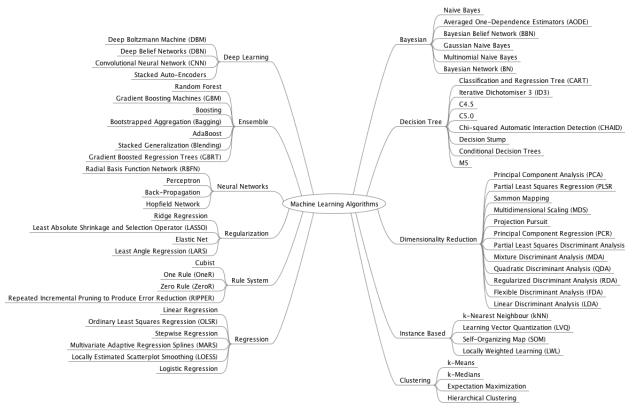 Machine Learning Algorithms
Deep Learning
Deep Boltzmann Machine (DBM)
Deep Belief Networks (DBN)
Convolutional Neural Network (CNN)
Stacked Auto-Encoders
Ensemble
Random Forest
Gradient Boosting Machines (GBM)
Boosting
Bootstrapped Aggregation (Bagging)
AdaBoost
Stacked Generalization (Blending)
Gradient Boosted Regression Trees (GBRT)
Neural Networks
Radial Basis Function Network (RBFN)
Perceptron
Back-Propagation
Hopfield Network
Regularization
Ridge Regression
Least Absolute Shrinkage and Selection Operator (LASSO)
Elastic Net
Least Angle Regression (LARS)
Rule System
Cubist
One Rule (OneR)
Zero Rule (ZeroR)
Repeated Incremental Pruning to Produce Error Reduction (RIPPER)
Regression
Linear Regression
Ordinary Least Squares Regression (OLSR)
Stepwise Regression
Multivariate Adaptive Regression Splines (MARS)
Locally Estimated Scatterplot Smoothing (LOESS)
Logistic Regression
Bayesian
Naive Bayes
Averaged One-Dependence Estimators (AODE)
Bayesian Belief Network (BBN)
Gaussian Naive Bayes
Multinomial Naive Bayes
Bayesian Network (BN)
Decision Tree
Classification and Regression Tree (CART)
Iterative Dichotomiser 3 (ID3)
C4.5
C5.0
Chi-squared Automatic Interaction Detection (CHAID)
Decision Stump
Conditional Decision Trees
M5
Dimensionality Reduction
Principal Component Analysis (PCA)
Partial Least Squares Regression (PLSR
Sammon Mapping
Multidimensional Scaling (MDS)
Projection Pursuit
Principal Component Regression (PCR)
Partial Least Squares Discriminant Analysis
Mixture Discriminant Analysis (MDA)
Quadratic Discriminant Analysis (QDA)
Regularized Discriminant Analysis (RDA)
Flexible Discriminant Analysis (FDA)
Linear Discriminant Analysis (LDA)
Instance Based
k-Nearest Neighbour (kNN)
Learning Vector Quantization (LVQ)
Self-Organizing Map (SOM)
Locally Weighted Learning (LWL)
Clustering
k-Means
k-Medians
Expectation Maximization
Hierarchical Clustering